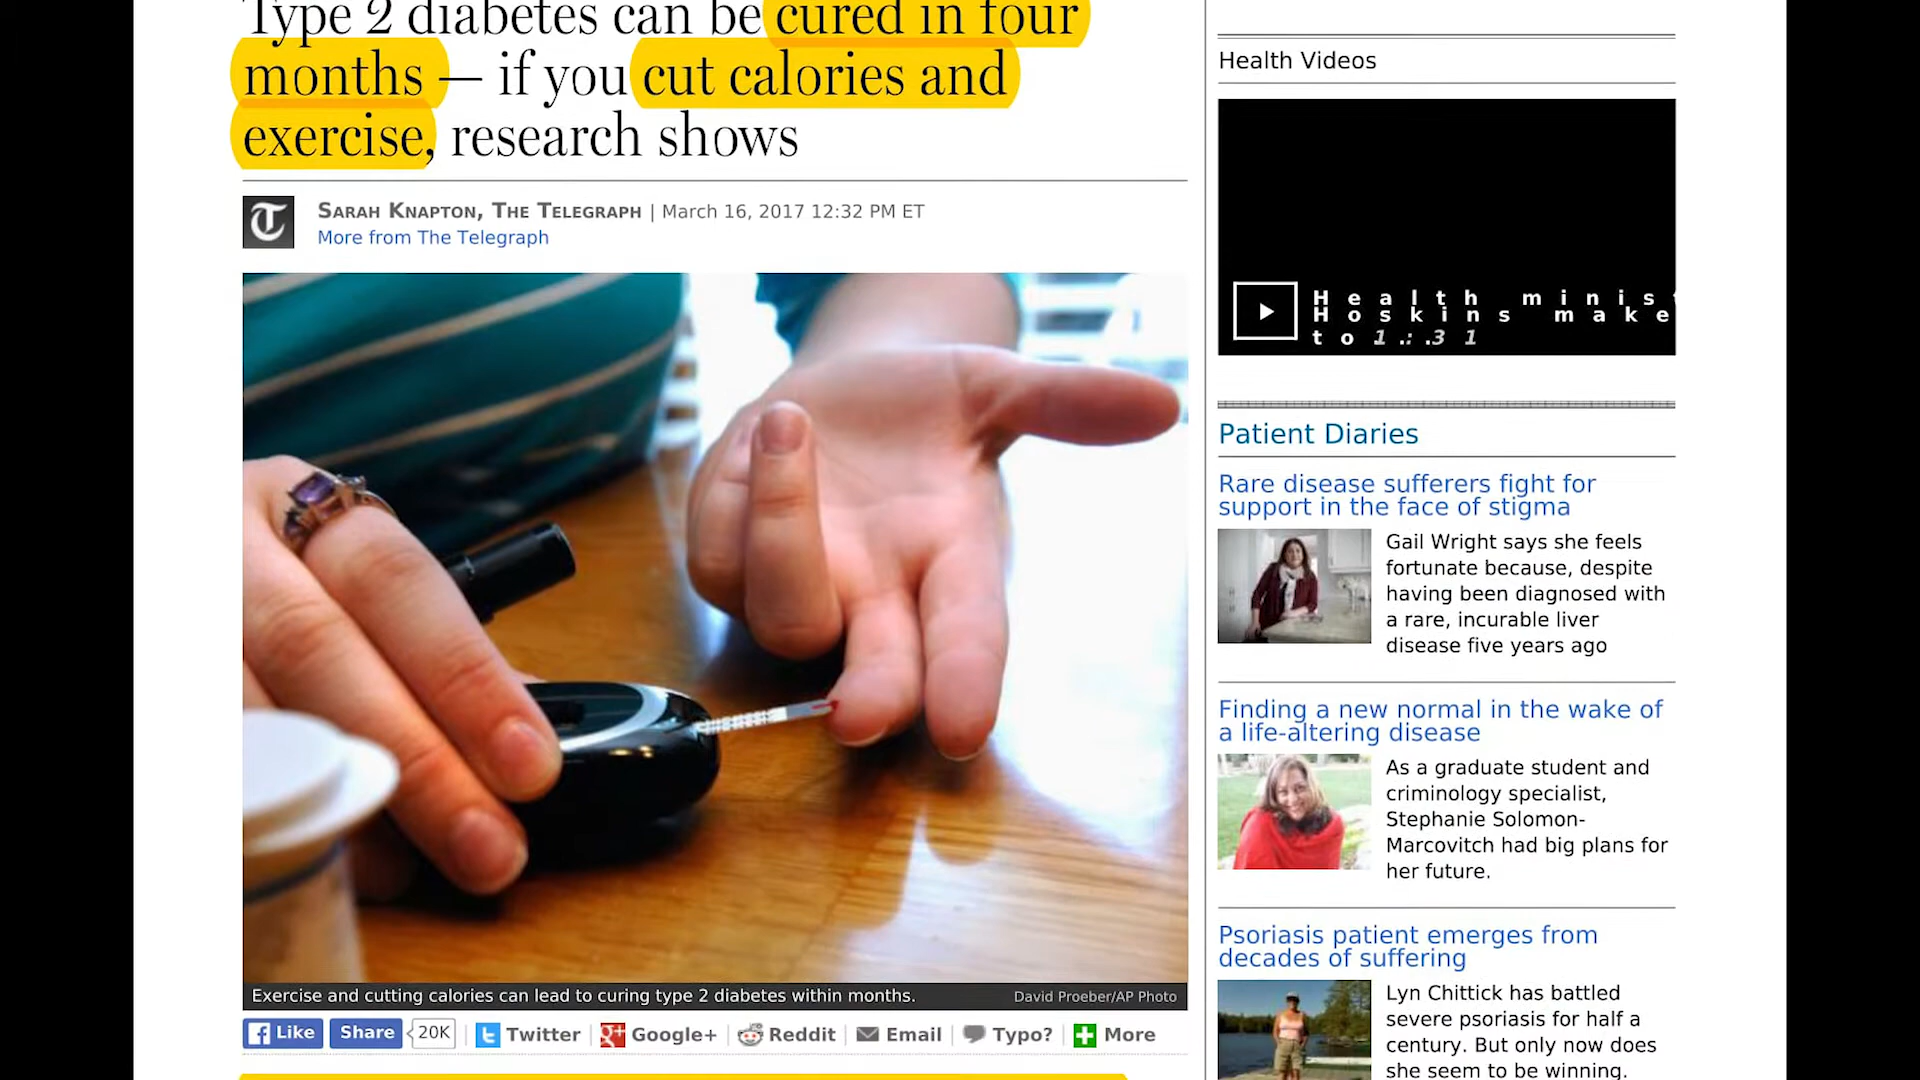 Type 2 diabetes can be cured in four
months — if you cut calories and
exercise, research shows
SARAH KNAPTON, THE TELEGRAPH | March 16, 2017 12:32 PM ET
More from The Telegraph
Exercise and cutting calories can lead to curing type 2 diabetes within months. David Proeber/AP Photo
Like Share 20K Twitter Google+ Reddit Email Typo? More
Health Videos
Health minis
Hoskins make
to 1:31
Patient Diaries
Rare disease sufferers fight for
support in the face of stigma
Gail Wright says she feels
fortunate because, despite
having been diagnosed with
a rare, incurable liver
disease five years ago
Finding a new normal in the wake of
a life-altering disease
As a graduate student and
criminology specialist,
Stephanie Solomon-
Marcovitch had big plans for
her future.
Psoriasis patient emerges from
decades of suffering
Lyn Chittick has battled
severe psoriasis for half a
century. But only now does
she seem to be winning.